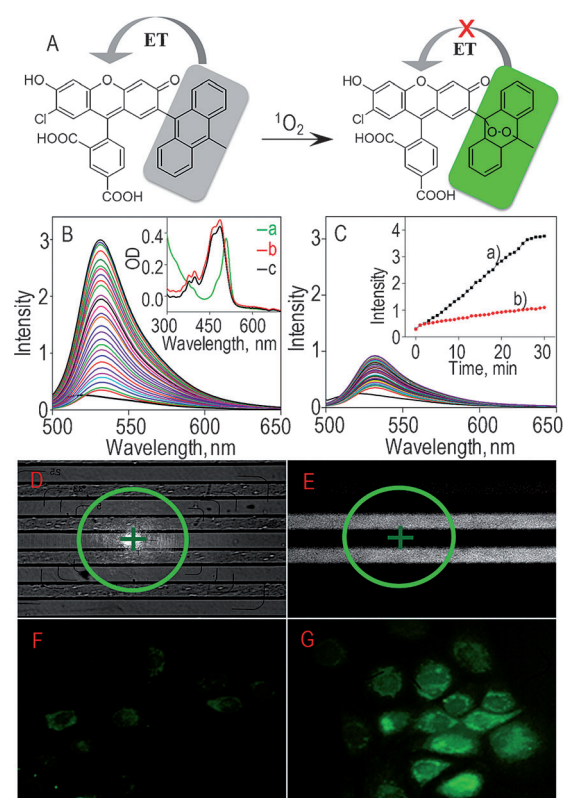 A
ET
X
ET
HO
O
O
Cl
HOOC
COOH
¹O₂
HO
O
O
Cl
HOOC
COOH
O-O
B
3
2
1
0
Intensity
500
550
600
650
Wavelength, nm
OD
0.4
0.2
0.0
300
400
500
600
Wavelength, nm
a
b
c
C
3
2
1
0
Intensity
500
550
600
650
Wavelength, nm
Intensity
4
3
2
1
0
0
10
20
30
Time, min
a)
b)
D
E
F
G